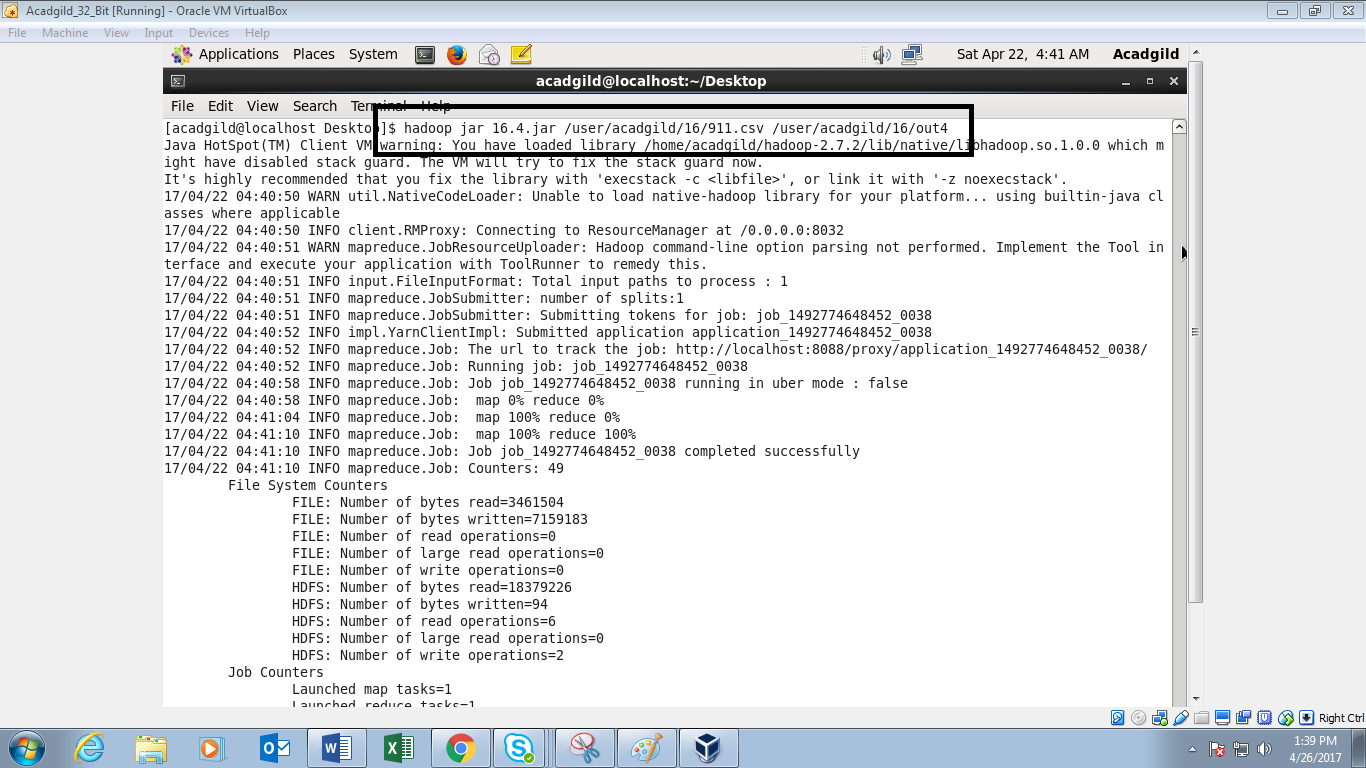 Acadgild_32_Bit [Running] - Oracle VM VirtualBox
File Machine View Input Devices Help
Applications Places System Sat Apr 22, 4:41 AM Acadgild
acadgild@localhost:~/Desktop
File Edit View Search Terminal Help
[acadgild@localhost Desktop]$ hadoop jar 16.4.jar /user/acadgild/16/911.csv /user/acadgild/16/out4
Java HotSpot(TM) Client VM warning: You have loaded library /home/acadgild/hadoop-2.7.2/lib/native/libhadoop.so.1.0.0 which m
ight have disabled stack guard. The VM will try to fix the stack guard now.
It's highly recommended that you fix the library with 'execstack -c <libfile>', or link it with '-z noexecstack'.
17/04/22 04:40:50 WARN util.NativeCodeLoader: Unable to load native-hadoop library for your platform... using builtin-java cl
asses where applicable
17/04/22 04:40:50 INFO client.RMProxy: Connecting to ResourceManager at /0.0.0.0:8032
17/04/22 04:40:51 WARN mapreduce.JobResourceUploader: Hadoop command-line option parsing not performed. Implement the Tool in
terface and execute your application with ToolRunner to remedy this.
17/04/22 04:40:51 INFO input.FileInputFormat: Total input paths to process : 1
17/04/22 04:40:51 INFO mapreduce.JobSubmitter: number of splits:1
17/04/22 04:40:51 INFO mapreduce.JobSubmitter: Submitting tokens for job: job_1492774648452_0038
17/04/22 04:40:52 INFO impl.YarnClientImpl: Submitted application application_1492774648452_0038
17/04/22 04:40:52 INFO mapreduce.Job: The url to track the job: http://localhost:8088/proxy/application_1492774648452_0038/
17/04/22 04:40:52 INFO mapreduce.Job: Running job: job_1492774648452_0038
17/04/22 04:40:58 INFO mapreduce.Job: Job job_1492774648452_0038 running in uber mode : false
17/04/22 04:40:58 INFO mapreduce.Job:  map 0% reduce 0%
17/04/22 04:41:04 INFO mapreduce.Job:  map 100% reduce 0%
17/04/22 04:41:10 INFO mapreduce.Job:  map 100% reduce 100%
17/04/22 04:41:10 INFO mapreduce.Job: Job job_1492774648452_0038 completed successfully
17/04/22 04:41:10 INFO mapreduce.Job: Counters: 49
File System Counters
FILE: Number of bytes read=3461504
FILE: Number of bytes written=7159183
FILE: Number of read operations=0
FILE: Number of large read operations=0
FILE: Number of write operations=0
HDFS: Number of bytes read=18379226
HDFS: Number of bytes written=94
HDFS: Number of read operations=6
HDFS: Number of large read operations=0
HDFS: Number of write operations=2
Job Counters
Launched map tasks=1
Launched reduce tasks=1
Right Ctrl
1:39 PM
4/26/2017